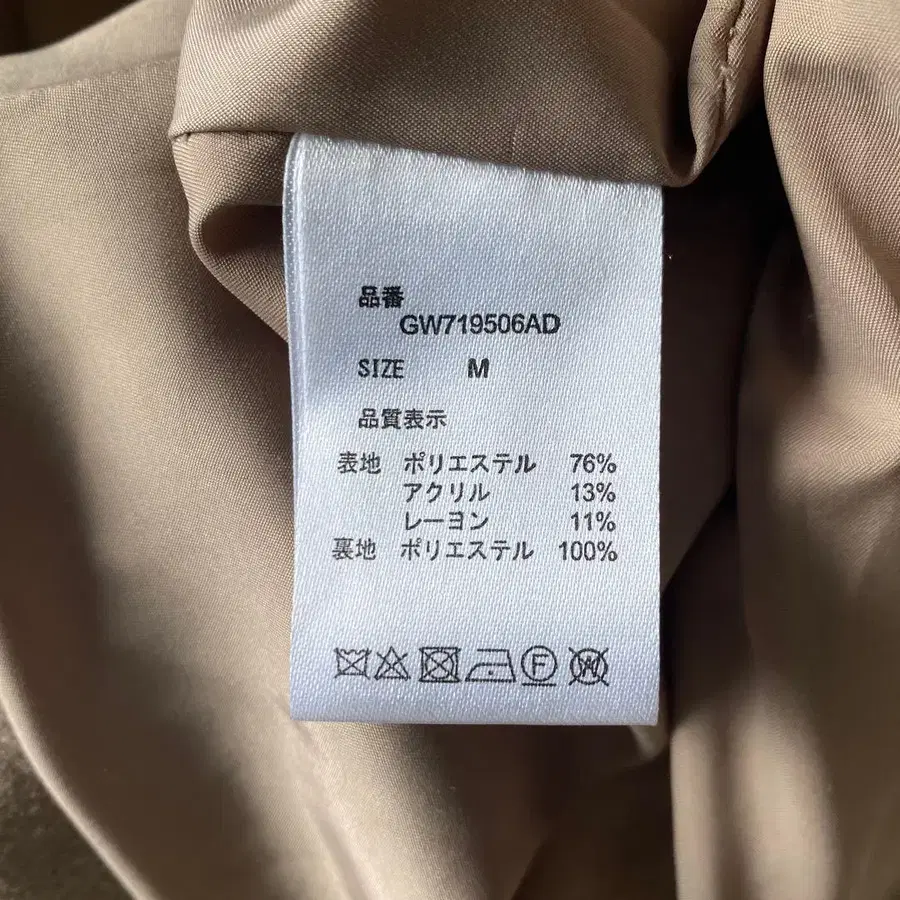 品番
GW719506AD
SIZE M
品質表示
表地 ポリエステル 76%
アクリル 13%
レーヨン 11%
裏地 ポリエステル 100%
F W